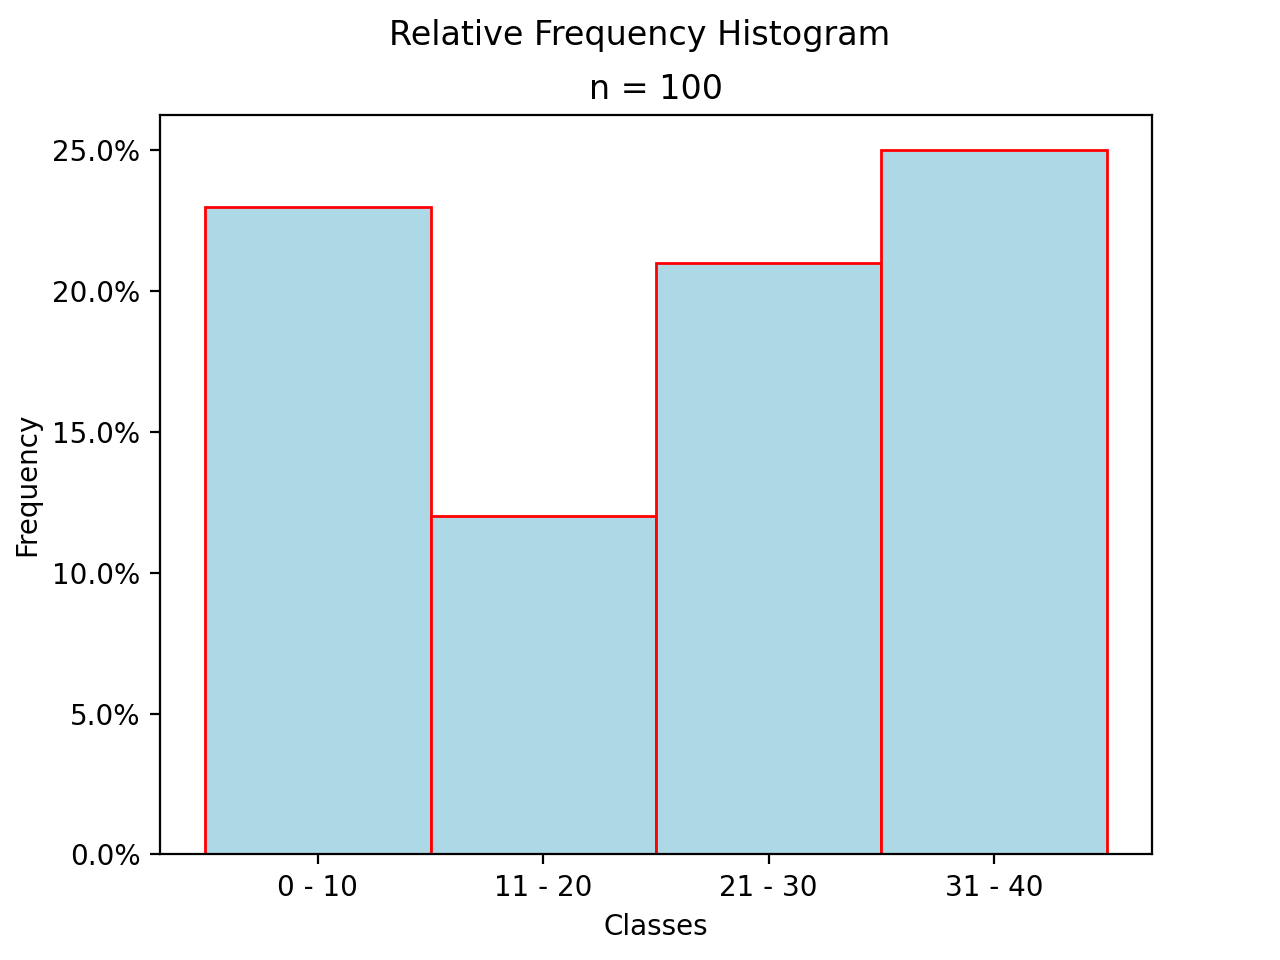 Relative Frequency Histogram
n = 100
25.0%
20.0%
15.0%
10.0%
5.0%
0.0%
Frequency
0 - 10
11 - 20
21 - 30
31 - 40
Classes